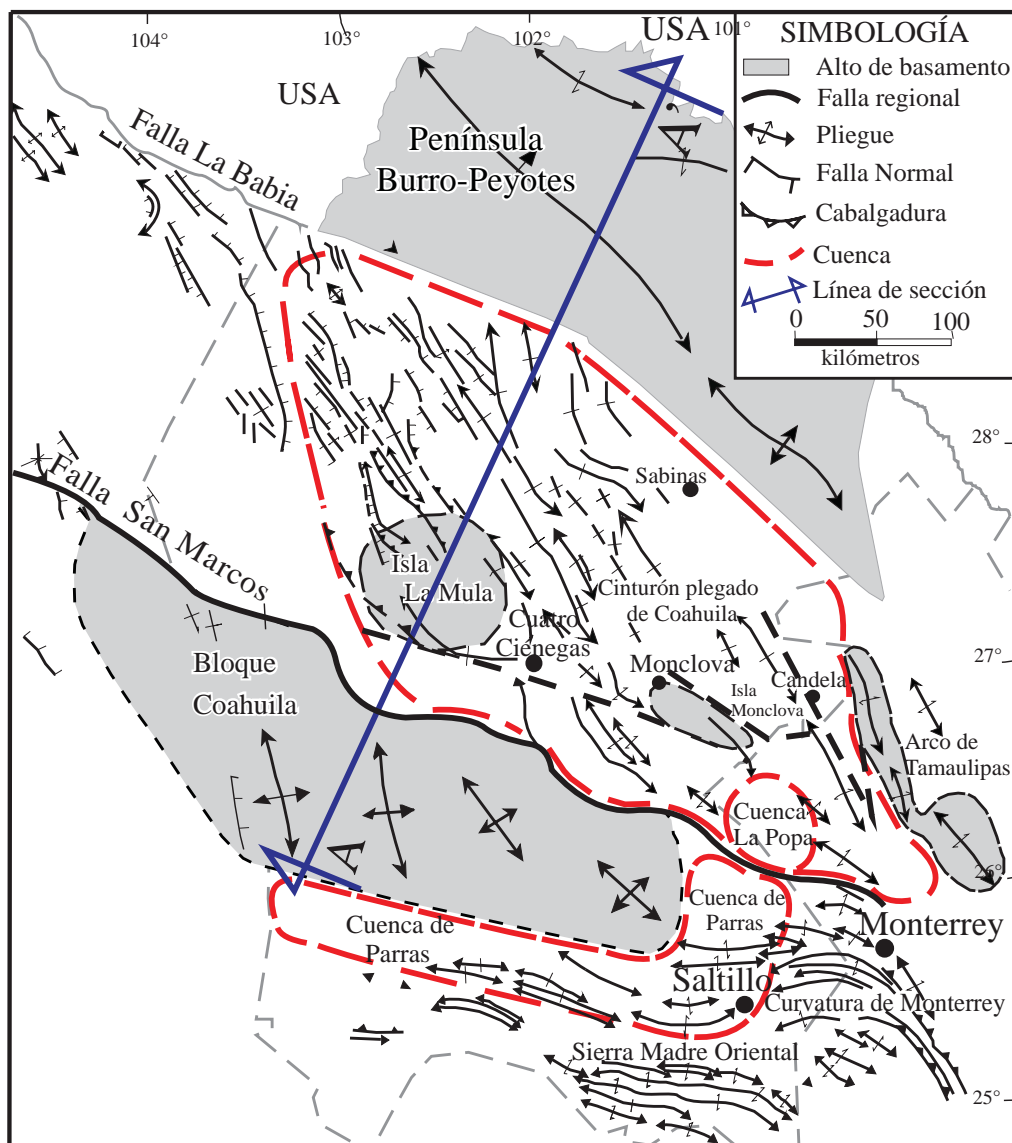 104°
103°
102°
101°
USA
USA
SIMBOLOGÍA
Alto de basamento
Falla regional
Pliegue
Falla Normal
Cabalgadura
Cuenca
Línea de sección
0 50 100
kilómetros
A'
Península
Burro-Peyotes
Falla La Babia
28°
Sabinas
Falla San Marcos
Isla
La Mula
Cinturón plegado
de Coahuila
Cuatro
Ciénegas
27°
Bloque
Coahuila
Monclova
Candela
Isla
Monclova
Arco de
Tamaulipas
Cuenca
La Popa
A
26°
Cuenca de
Parras
Cuenca de
Parras
Monterrey
Saltillo
Curvatura de Monterrey
Sierra Madre Oriental
25°